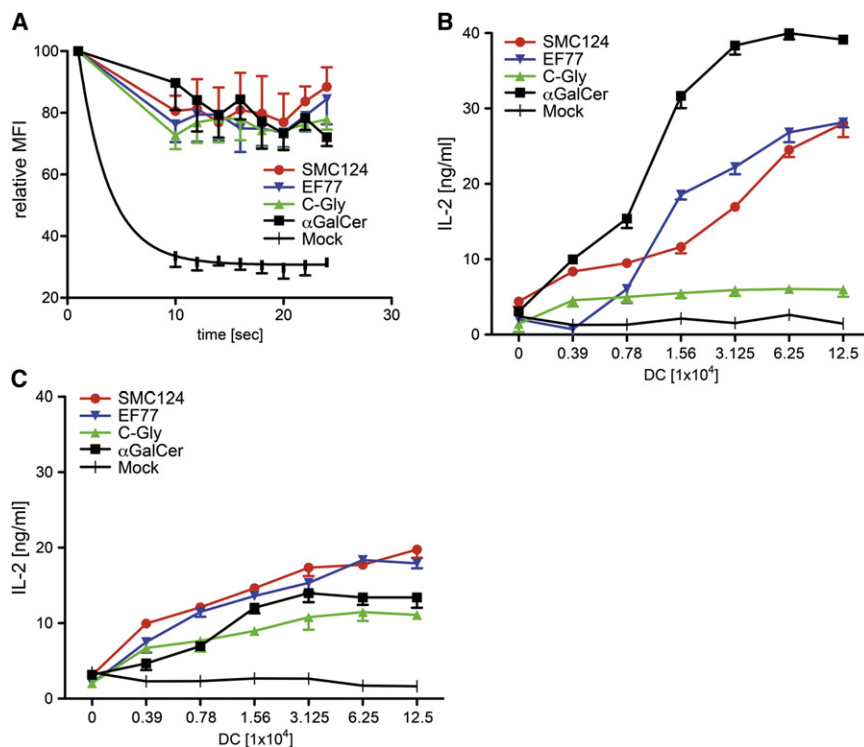 A
100
80
60
40
20
relative MFI
0
10
20
30
time [sec]
SMC124
EF77
C-Gly
αGalCer
Mock
B
40
30
20
10
0
IL-2 [ng/ml]
SMC124
EF77
C-Gly
αGalCer
Mock
0 0.39 0.78 1.56 3.125 6.25 12.5
DC [1x10⁴]
C
40
30
20
10
0
IL-2 [ng/ml]
SMC124
EF77
C-Gly
αGalCer
Mock
0 0.39 0.78 1.56 3.125 6.25 12.5
DC [1x10⁴]